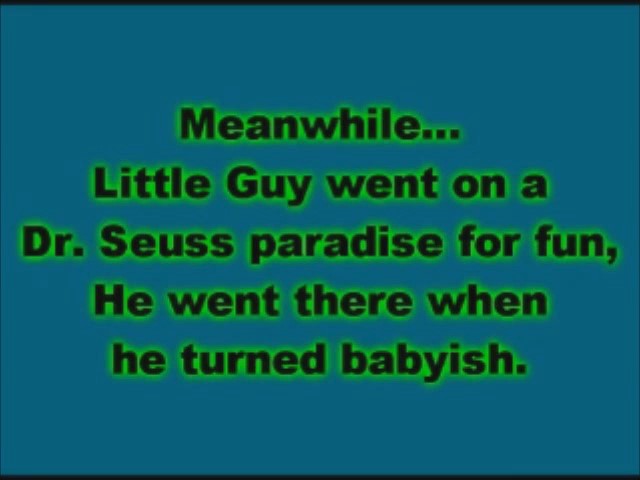 Meanwhile...
Little Guy went on a
Dr. Seuss paradise for fun,
He went there when
he turned babyish.